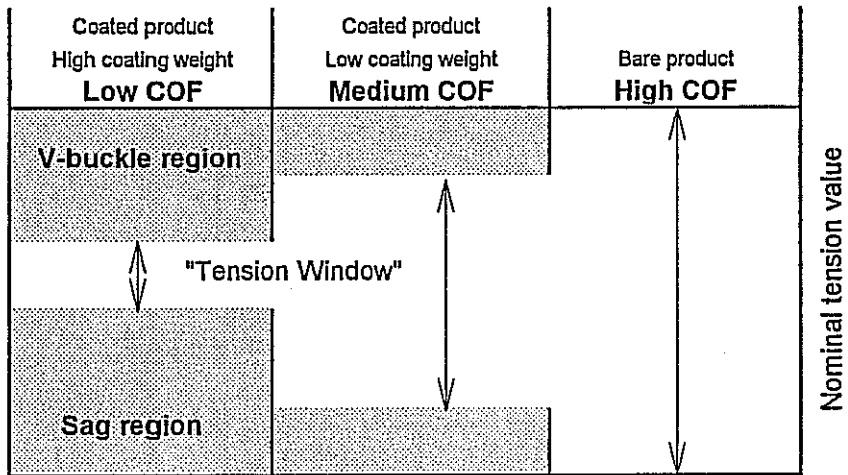 Coated product
High coating weight
Low COF
Coated product
Low coating weight
Medium COF
Bare product
High COF
V-buckle region
"Tension Window"
Sag region
Nominal tension value